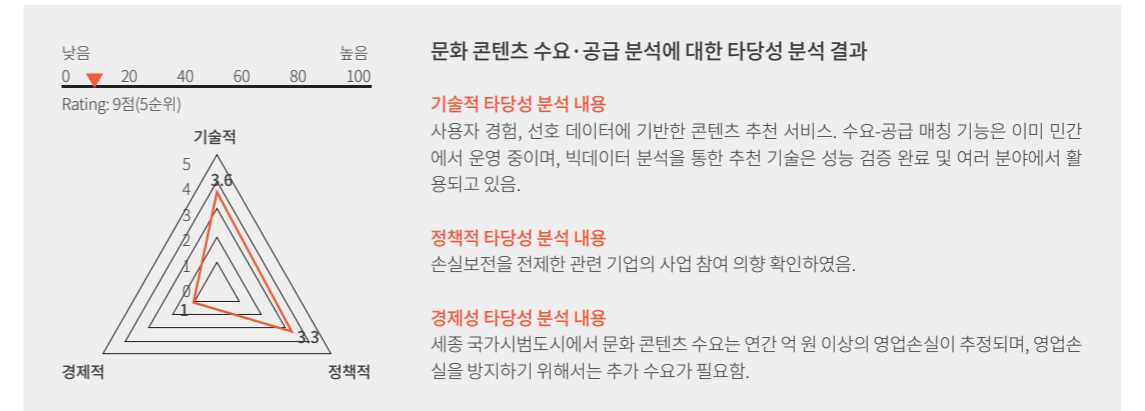 낮음 높음
0 20 40 60 80 100
Rating: 9점(5순위)
기술적
5
4
3.6
3
2
1
0
1
3.3
경제적 정책적
문화 콘텐츠 수요·공급 분석에 대한 타당성 분석 결과
기술적 타당성 분석 내용
사용자 경험, 선호 데이터에 기반한 콘텐츠 추천 서비스. 수요-공급 매칭 기능은 이미 민간
에서 운영 중이며, 빅데이터 분석을 통한 추천 기술은 성능 검증 완료 및 여러 분야에서 활
용되고 있음.
정책적 타당성 분석 내용
손실보전을 전제한 관련 기업의 사업 참여 의향 확인하였음.
경제성 타당성 분석 내용
세종 국가시범도시에서 문화 콘텐츠 수요는 연간 억 원 이상의 영업손실이 추정되며, 영업손
실을 방지하기 위해서는 추가 수요가 필요함.